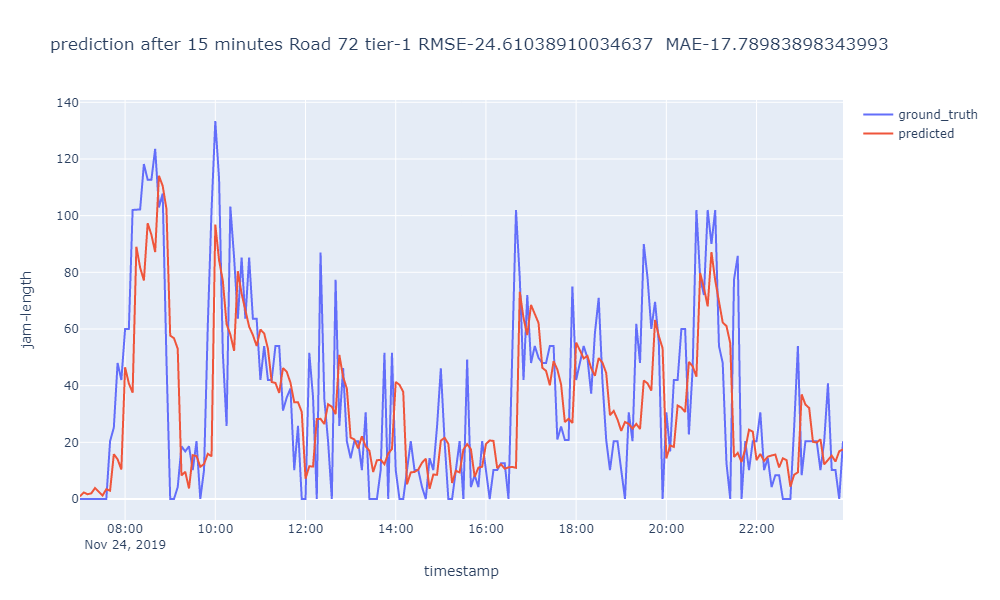 prediction after 15 minutes Road 72 tier-1 RMSE-24.61038910034637  MAE-17.78983898343993
ground_truth
predicted
jam-length
140
120
100
80
60
40
20
0
08:00 10:00 12:00 14:00 16:00 18:00 20:00 22:00
Nov 24, 2019
timestamp